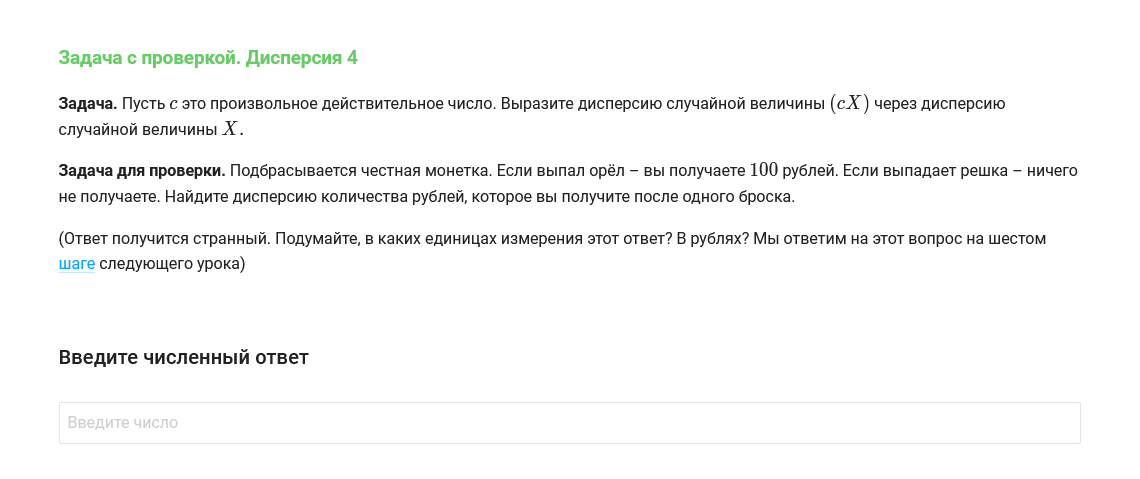 Задача с проверкой. Дисперсия 4
Задача. Пусть c это произвольное действительное число. Выразите дисперсию случайной величины (cX) через дисперсию
случайной величины X.
Задача для проверки. Подбрасывается честная монетка. Если выпал орёл – вы получаете 100 рублей. Если выпадает решка – ничего
не получаете. Найдите дисперсию количества рублей, которое вы получите после одного броска.
(Ответ получится странный. Подумайте, в каких единицах измерения этот ответ? В рублях? Мы ответим на этот вопрос на шестом
шаге следующего урока)
Введите численный ответ
Введите число